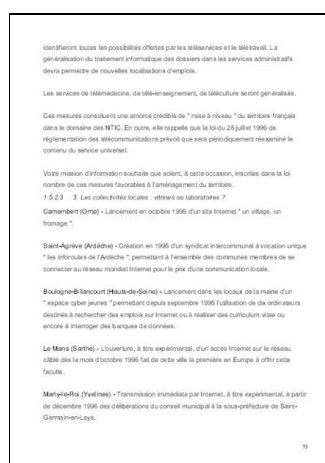 identifieront toutes les possibilités offertes par les téléservices et le télétravail. La
généralisation du traitement informatique des dossiers dans les services administratifs
devra permettre de nouvelles localisations d'emplois.
Les services de télémédecine, de télé-enseignement, de téléculture seront généralisés.
Ces mesures constituent une amorce crédible de " mise à niveau " du territoire français
dans le domaine des NTIC. En outre, elle rappelle que la loi du 26 juillet 1996 de
réglementation des télécommunications prévoit que sera périodiquement réexaminé le
contenu du service universel.
Votre mission d'information souhaite que soient, à cette occasion, inscrites dans la loi
nombre de ces mesures favorables à l'aménagement du territoire.
1.5.2.3 3. Les collectivités locales : vitrines ou laboratoires ?
Camembert (Orne) - Lancement en octobre 1995 d'un site Internet " un village, un
fromage ".
Saint-Agrève (Ardèche) - Création en 1996 d'un syndicat intercommunal à vocation unique
" les inforoutes de l'Ardèche ", permettant à l'ensemble des communes membres de se
connecter au réseau mondial Internet pour le prix d'une communication locale.
Boulogne-Billancourt (Hauts-de-Seine) - Lancement dans les locaux de la mairie d'un
" espace cyber jeunes " permettant depuis septembre 1996 l'utilisation de dix ordinateurs
destinés à rechercher des emplois sur Internet ou à réaliser des curriculum vitae ou
encore à interroger des banques de données.
Le Mans (Sarthe) - L'ouverture, à titre expérimental, d'un accès Internet sur le réseau
câblé dès le mois d'octobre 1996 fait de cette ville la première en Europe à offrir cette
faculté.
Marly-le-Roi (Yvelines) - Transmission immédiate par Internet, à titre expérimental, à partir
de décembre 1996 des délibérations du conseil municipal à la sous-préfecture de Saint-
Germain-en-Laye.